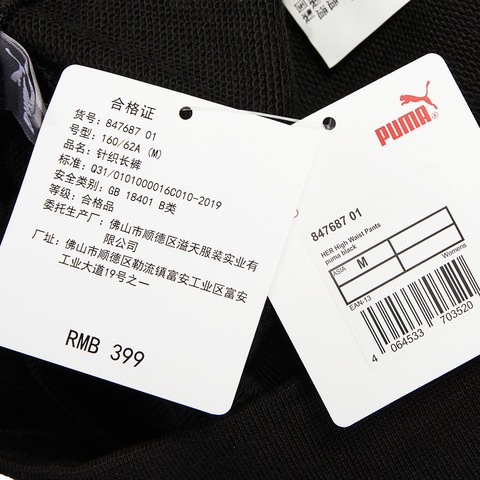 合格证
货号: 847687 01
号型: 160/62A (M)
品名: 针织长裤
标准: Q31/0101000016C010-2019
安全类别: GB 18401 B类
等级: 合格品
委托生产厂: 佛山市顺德区溢天服装实业有
限公司
厂址: 佛山市顺德区勒流镇富安工业区富安
工业大道19号之一
RMB 399
PUMA®
847687 01
HER High Waist Pants
puma black
ASIA
M
Womens
EAN-13
4 064533 703520